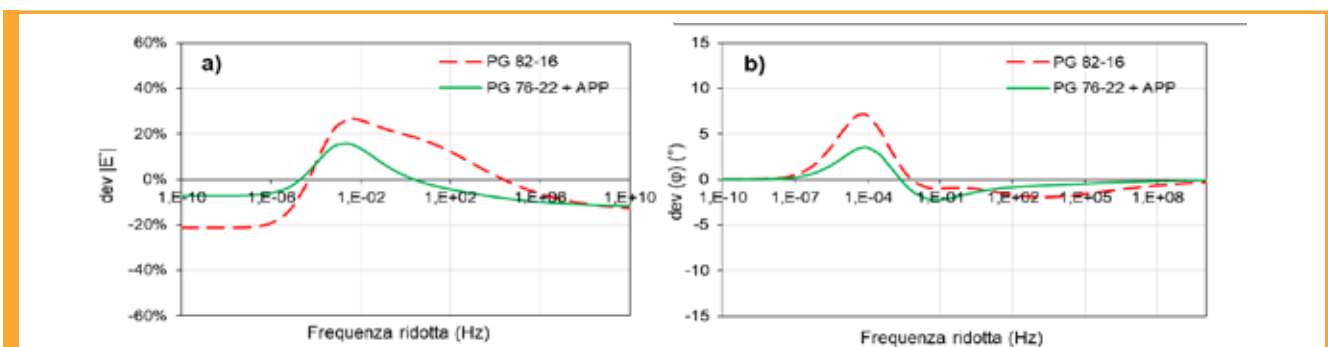 a)
60%
40%
20%
0%
-20%
-40%
-60%
dev |E*|
PG 82-16
PG 76-22 + APP
1,E-10
1,E-06
1,E-02
1,E+02
1,E+06
1,E+10
Frequenza ridotta (Hz)
b)
15
10
5
0
-5
-10
-15
dev (φ) (°)
PG 82-16
PG 76-22 + APP
1,E-10
1,E-07
1,E-04
1,E-01
1,E+02
1,E+05
1,E+08
Frequenza ridotta (Hz)